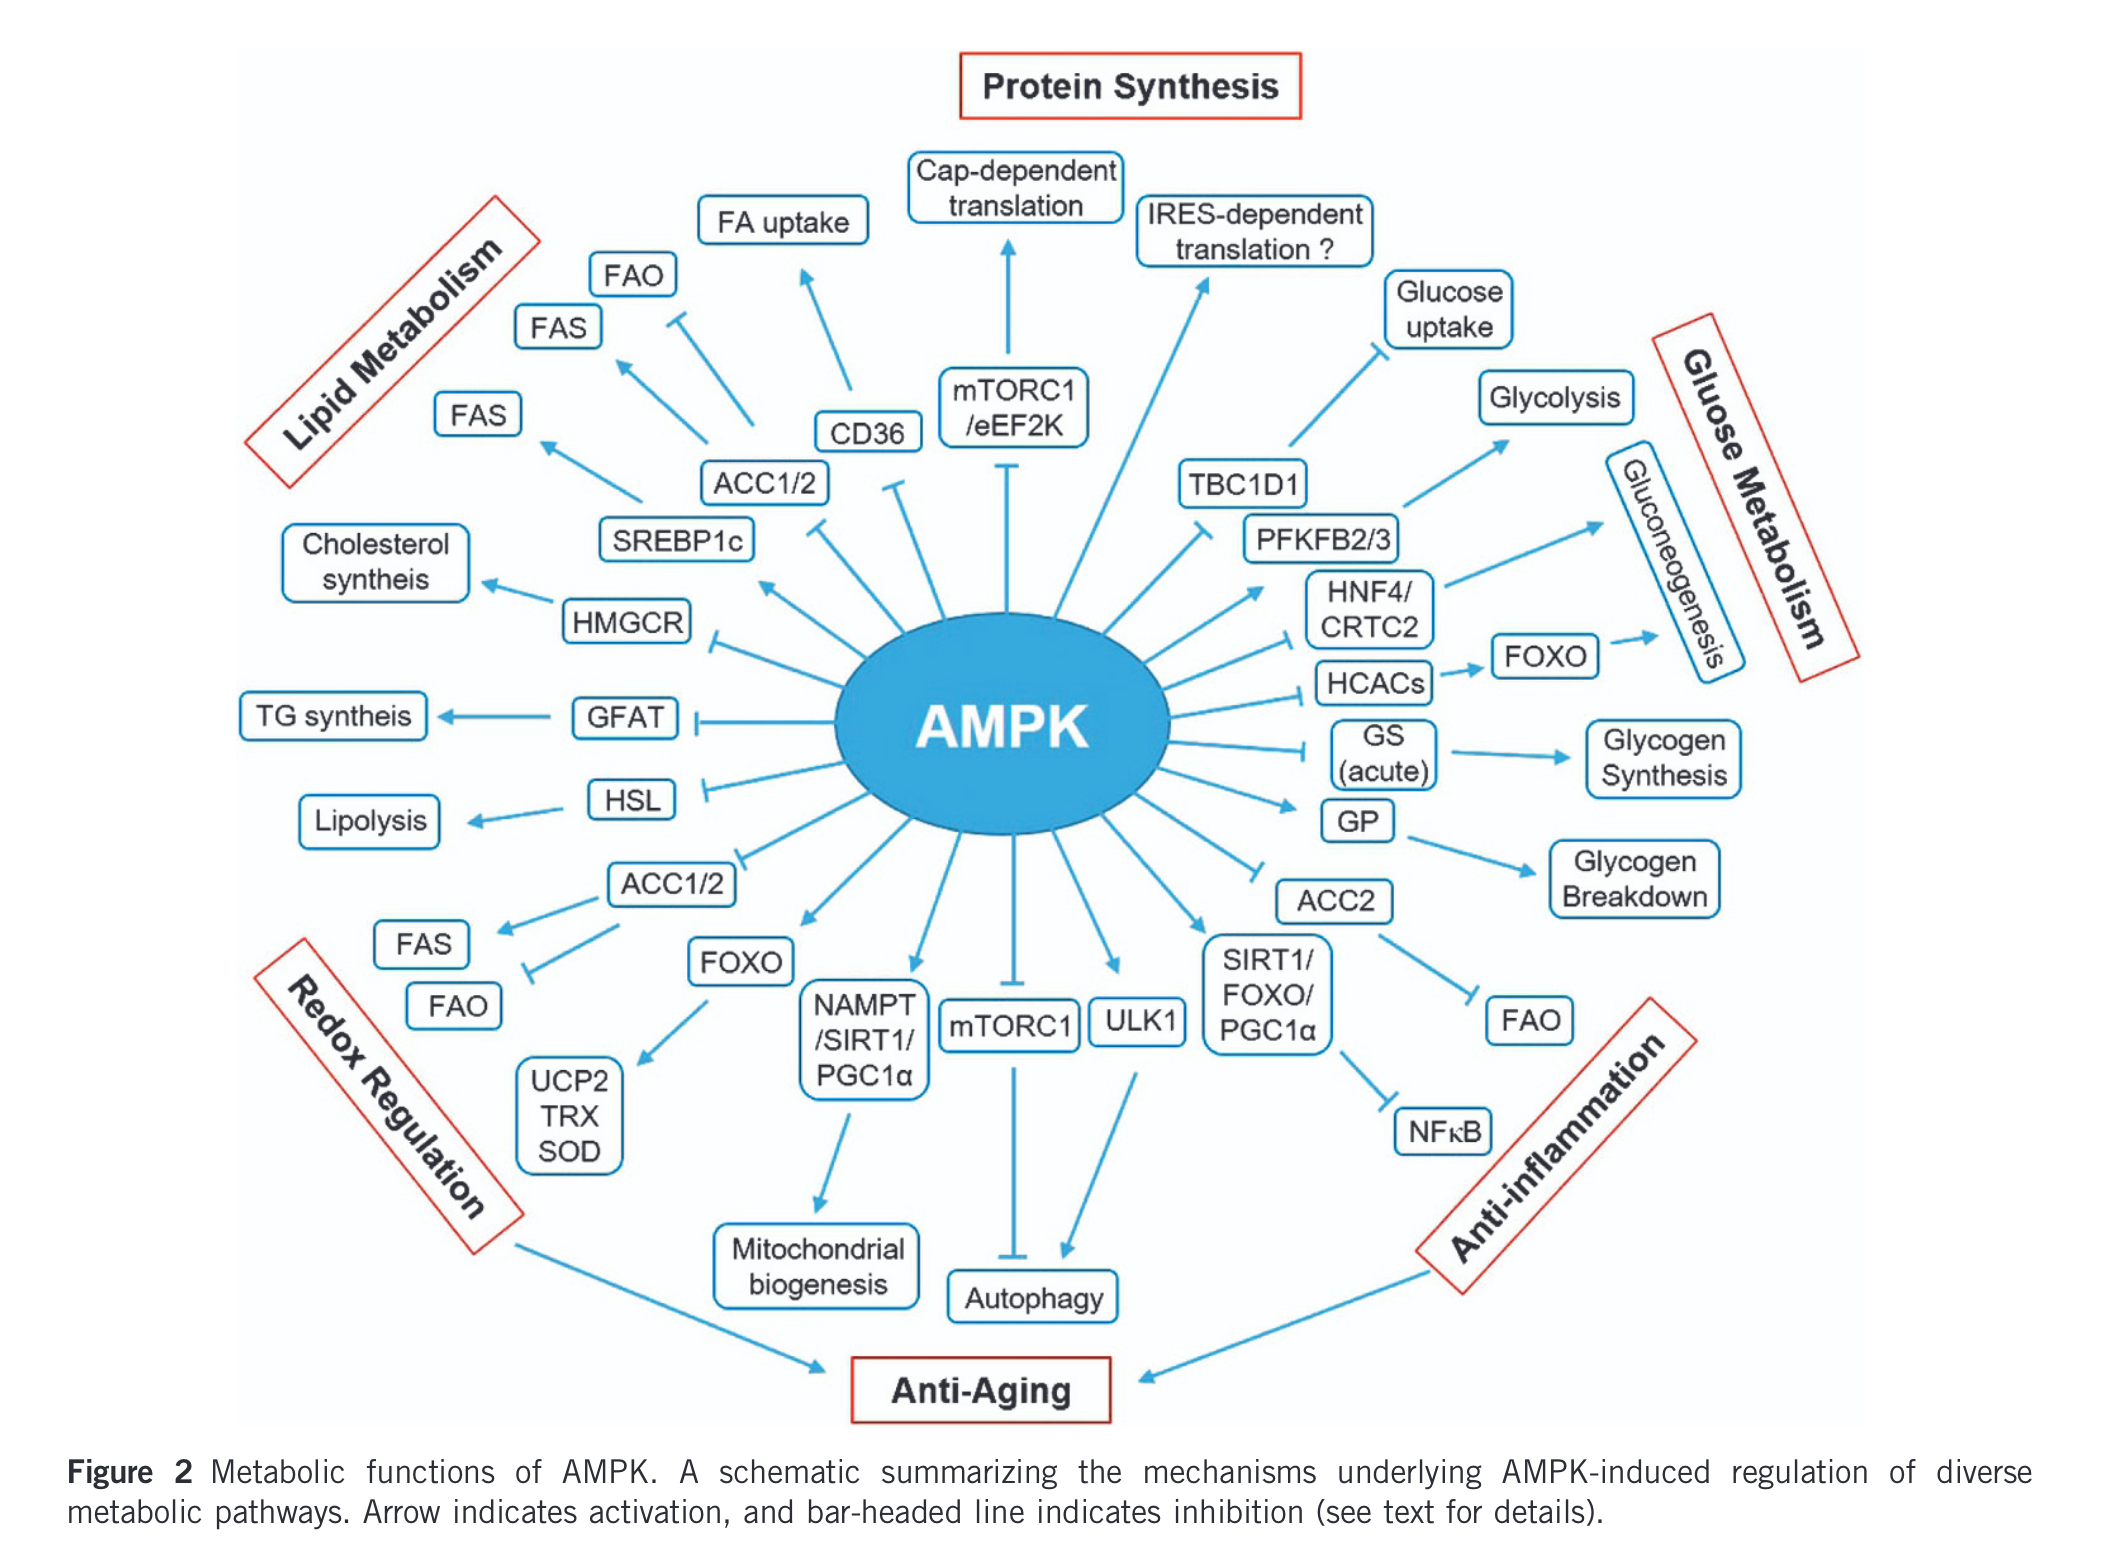 Protein Synthesis
Cap-dependent
translation
IRES-dependent
translation ?
FA uptake
FAO
FAS
FAS
Lipid Metabolism
Glucose
uptake
Glycolysis
Gluconeogenesis
Gluose Metabolism
mTORC1
/eEF2K
CD36
ACC1/2
SREBP1c
Cholesterol
syntheis
HMGCR
TG syntheis
GFAT
Lipolysis
HSL
TBC1D1
PFKFB2/3
HNF4/
CRTC2
HCACs
FOXO
GS
(acute)
Glycogen
Synthesis
GP
Glycogen
Breakdown
AMPK
ACC1/2
FAS
FAO
FOXO
UCP2
TRX
SOD
Redox Regulation
NAMPT
/SIRT1/
PGC1α
Mitochondrial
biogenesis
mTORC1
ULK1
Autophagy
SIRT1/
FOXO/
PGC1α
ACC2
FAO
NFκB
Anti-inflammation
Anti-Aging
Figure 2 Metabolic functions of AMPK. A schematic summarizing the mechanisms underlying AMPK-induced regulation of diverse
metabolic pathways. Arrow indicates activation, and bar-headed line indicates inhibition (see text for details).